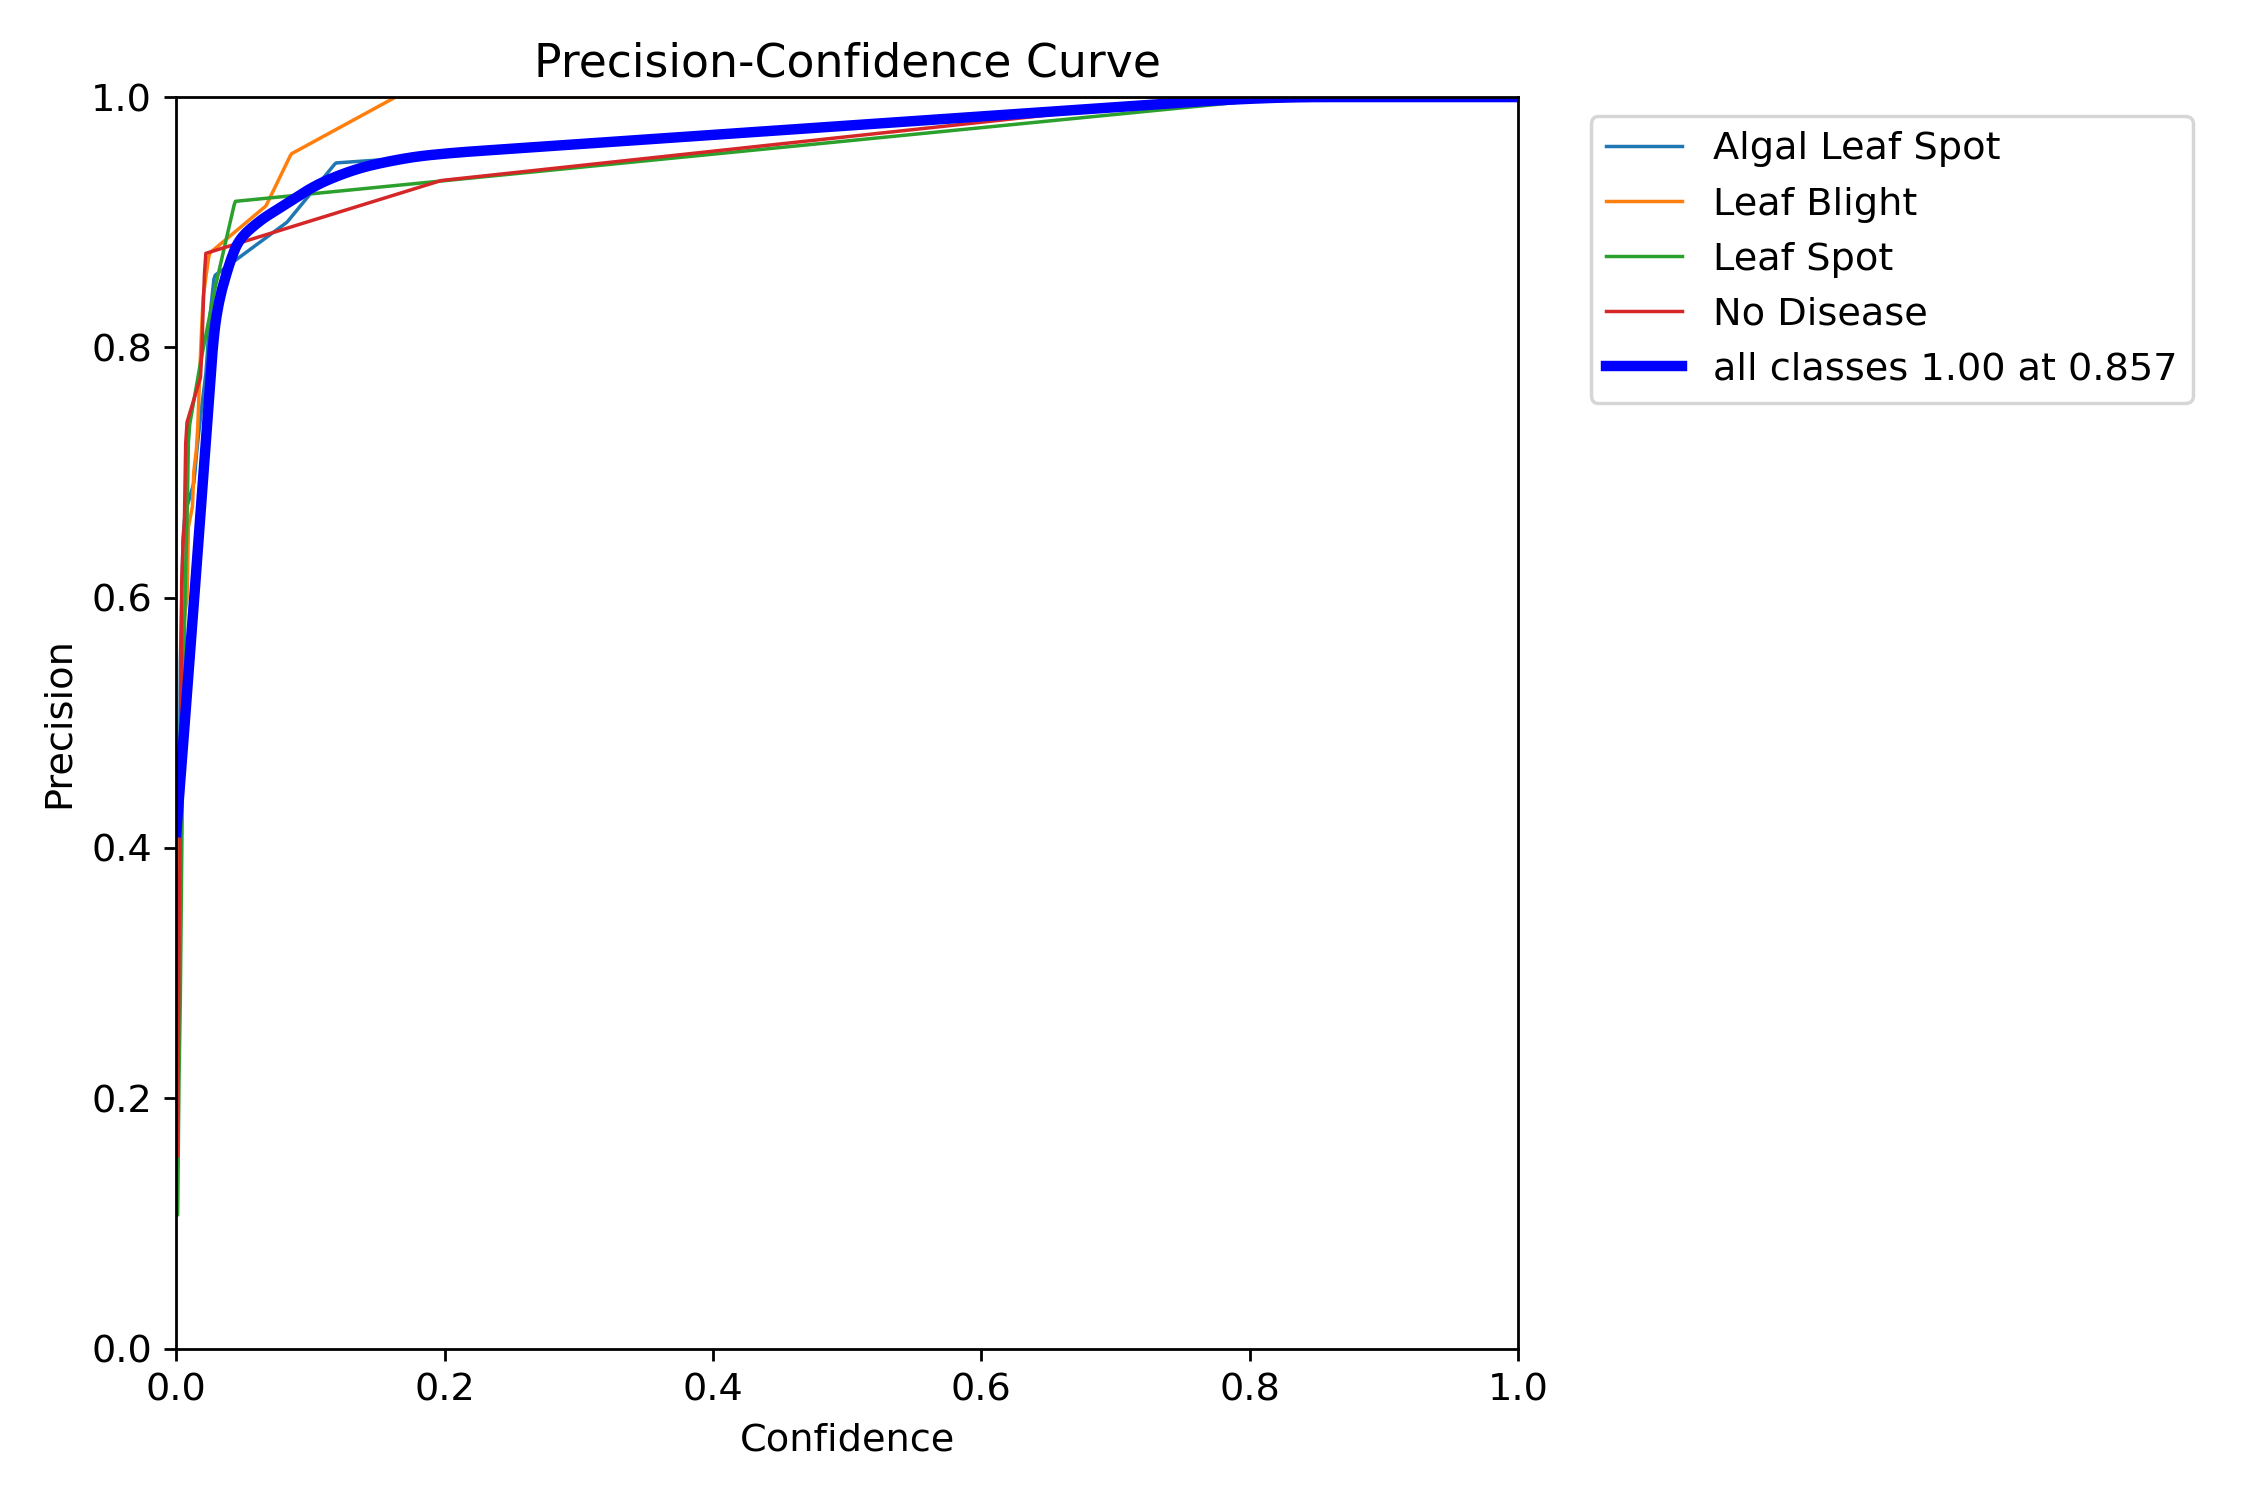 Precision-Confidence Curve
1.0
0.8
0.6
0.4
0.2
0.0
Precision
0.0 0.2 0.4 0.6 0.8 1.0
Confidence
Algal Leaf Spot
Leaf Blight
Leaf Spot
No Disease
all classes 1.00 at 0.857